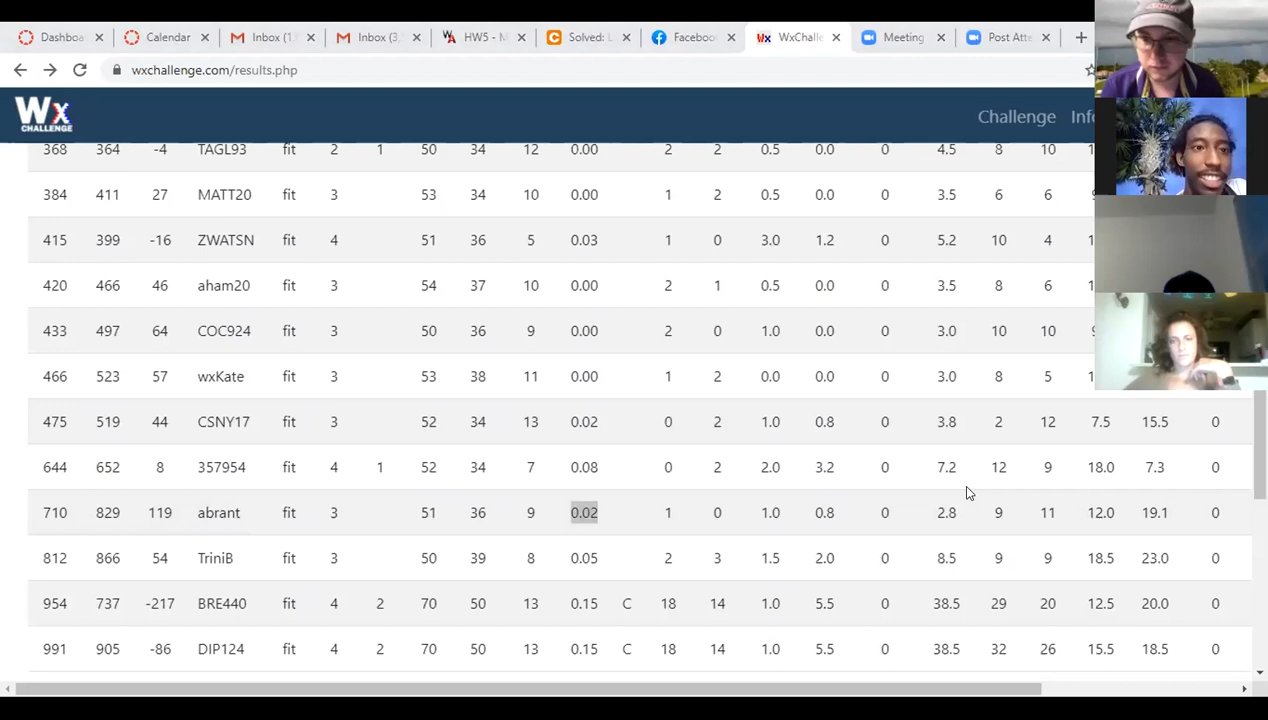 Dashbo
Calendar
Inbox (1,
Inbox (3,
HW5 - M
Solved: L
Facebook
WxChalle
Meeting
Post Atte
wxchallenge.com/results.php
Wx
CHALLENGE
Challenge
368 364 -4 TAGL93 fit 2 1 50 34 12 0.00 2 2 0.5 0.0 4.5 8 10
384 411 27 MATT20 fit 3 53 34 10 0.00 1 2 0.5 0.0 3.5 6 6
415 399 -16 ZWATSN fit 4 51 36 5 0.03 1 0 3.0 1.2 0 5.2 10 4
420 466 46 aham20 fit 3 54 37 10 0.00 2 1 0.5 0.0 0 3.5 8 6
433 497 64 COC924 fit 3 50 36 9 0.00 2 0 1.0 0.0 0 3.0 10 10
466 523 57 wxKate fit 3 53 38 11 0.00 1 2 0.0 0.0 0 3.0 8 5
475 519 44 CSNY17 fit 3 52 34 13 0.02 0 2 1.0 0.8 0 3.8 2 12 7.5 15.5 0
644 652 8 357954 fit 4 1 52 34 7 0.08 0 2 2.0 3.2 0 7.2 12 9 18.0 7.3 0
710 829 119 abrant fit 3 51 36 9 0.02 1 0 1.0 0.8 0 2.8 9 11 12.0 19.1 0
812 866 54 TriniB fit 3 50 39 8 0.05 2 3 1.5 2.0 0 8.5 9 9 18.5 23.0 0
954 737 -217 BRE440 fit 4 2 70 50 13 0.15 C 18 14 1.0 5.5 0 38.5 29 20 12.5 20.0 0
991 905 -86 DIP124 fit 4 2 70 50 13 0.15 C 18 14 1.0 5.5 0 38.5 32 26 15.5 18.5 0